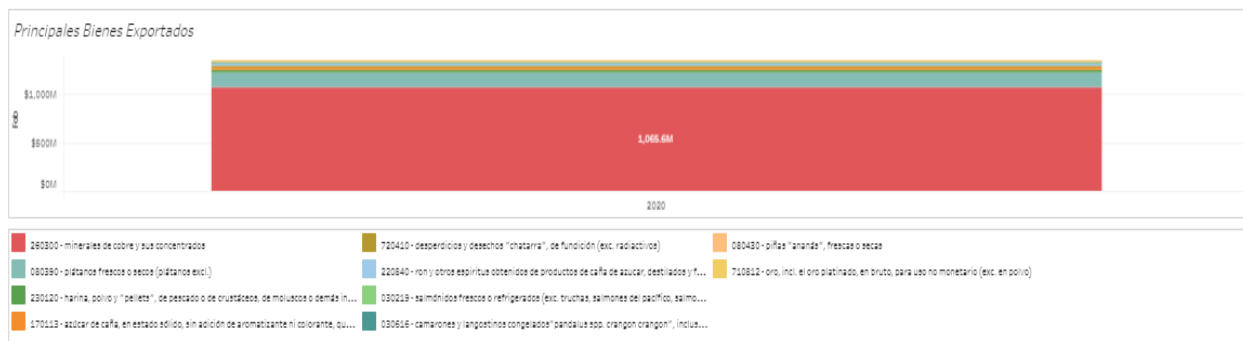 Principales Bienes Exportados
$1,000M
$500M
$0M
Fob
1,065.6M
2020
260300 - minerales de cobre y sus concentrados
720410 - desperdicios y desechos "chatarra", de fundición (exc. radiactivos)
080430 - piñas "ananás", frescas o secas
080390 - plátanos frescos o secos (plátanos excl.)
220840 - ron y otros espiritus obtenidos de productos de caña de azucar, destilados y f...
710812 - oro, incl. el oro platinado, en bruto, para uso no monetario (exc. en polvo)
230120 - harina, polvo y "pellets", de pescado o de crustáceos, de moluscos o demás in...
030219 - salmónidos frescos o refrigerados (exc. truchas, salmones del pacífico, salmo...
170113 - azúcar de caña, en estado sólido, sin adición de aromatizante ni colorante, qu...
030616 - camarones y langostinos congelados"pandalus spp. crangon crangon", inclus...